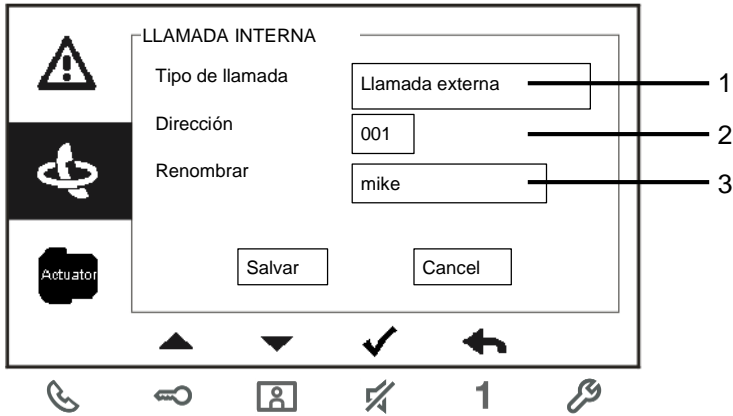 LLAMADA INTERNA
Tipo de llamada
Llamada externa
1
Dirección
001
2
Renombrar
mike
3
Actuator
Salvar
Cancel
1